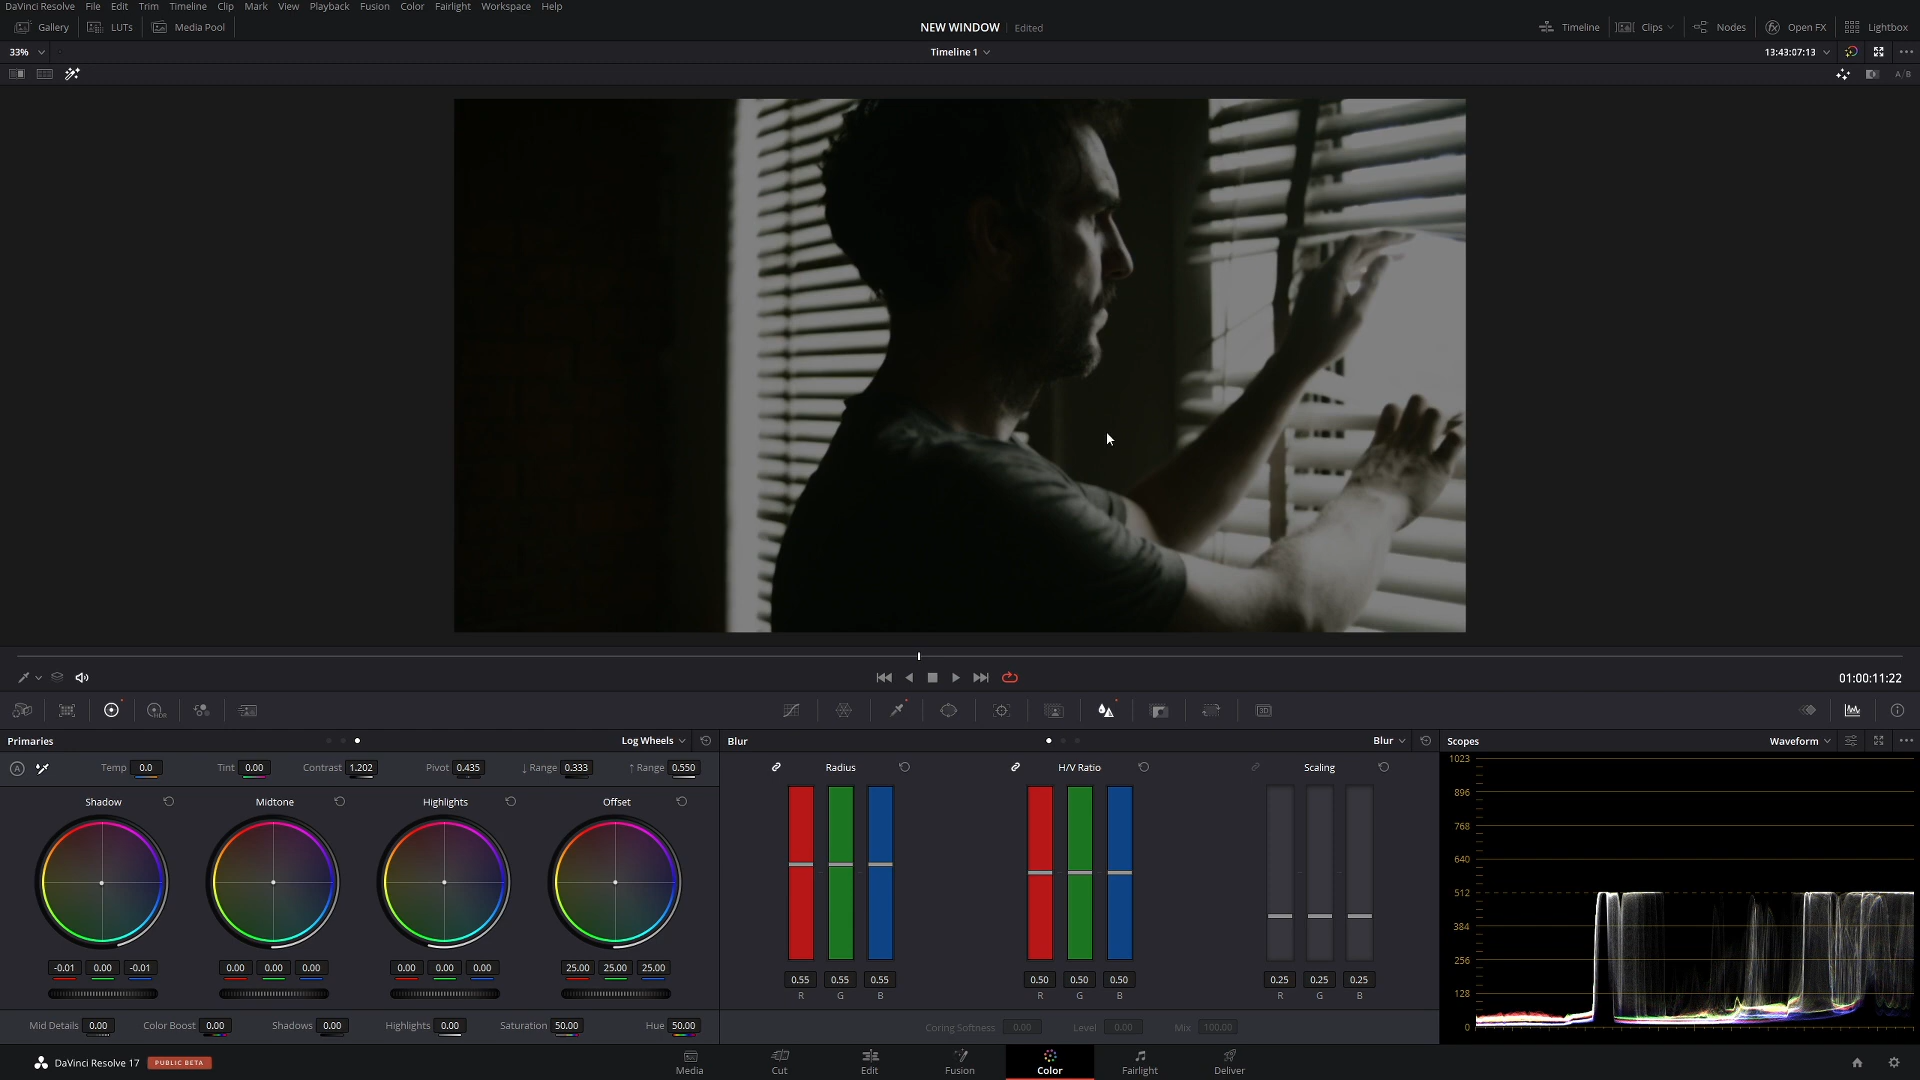 DaVinci Resolve File Edit Trim Timeline Clip Mark View Playback Fusion Color Fairlight Workspace Help
Gallery LUTs Media Pool NEW WINDOW Edited Timeline Clips Nodes Open FX Lightbox
33% Timeline 1 13:43:07:13
A/B
01:00:11:22
HDR 3D
Primaries Log Wheels Blur Blur Scopes Waveform
A Temp 0.0 Tint 0.00 Contrast 1.202 Pivot 0.435 ↓ Range 0.333 ↑ Range 0.550
Radius H/V Ratio Scaling
Shadow Midtone Highlights Offset
-0.01 0.00 -0.01 0.00 0.00 0.00 0.00 0.00 0.00 25.00 25.00 25.00
0.55 0.55 0.55 0.50 0.50 0.50 0.25 0.25 0.25
R G B R G B R G B
Mid Details 0.00 Color Boost 0.00 Shadows 0.00 Highlights 0.00 Saturation 50.00 Hue 50.00
Coring Softness 0.00 Level 0.00 Mix 100.00
1023
896
768
640
512
384
256
128
0
DaVinci Resolve 17 PUBLIC BETA
Media Cut Edit Fusion Color Fairlight Deliver